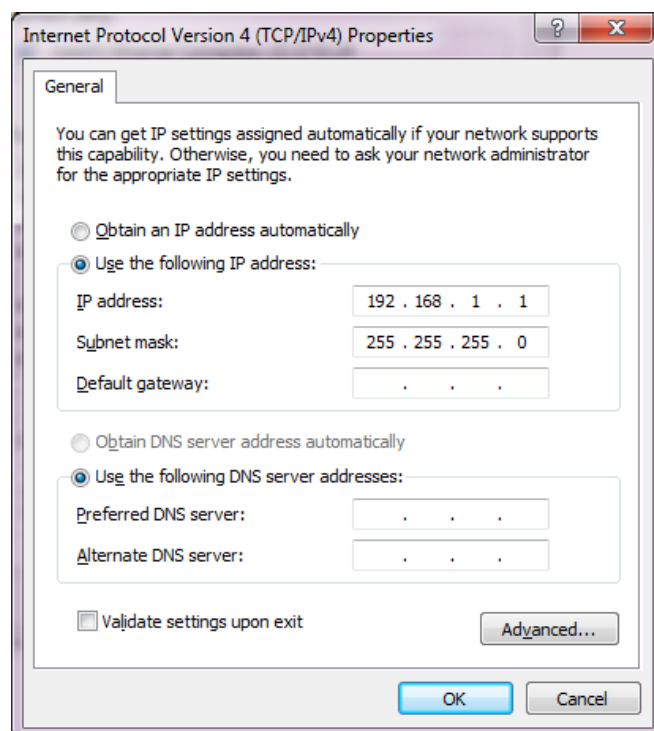 Internet Protocol Version 4 (TCP/IPv4) Properties
General
You can get IP settings assigned automatically if your network supports
this capability. Otherwise, you need to ask your network administrator
for the appropriate IP settings.
Obtain an IP address automatically
Use the following IP address:
IP address: 192 . 168 . 1 . 1
Subnet mask: 255 . 255 . 255 . 0
Default gateway: . . .
Obtain DNS server address automatically
Use the following DNS server addresses:
Preferred DNS server: . . .
Alternate DNS server: . . .
Validate settings upon exit
Advanced...
OK Cancel